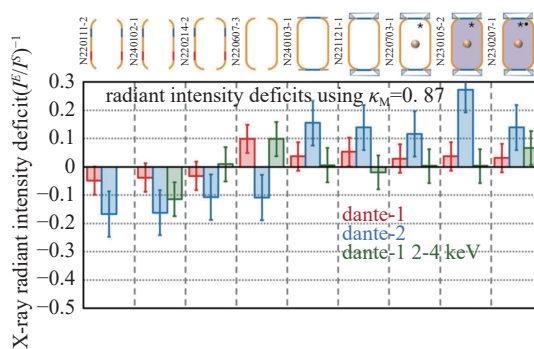 N220111-2
N240102-1
N220214-2
N220607-3
N240103-1
N221121-1
N220703-1
N230105-2
N230207-1
X-ray radiant intensity deficit(I^E/I^S)^-1
0.3
0.2
0.1
0
−0.1
−0.2
−0.3
−0.4
−0.5
radiant intensity deficits using κM=0. 87
dante-1
dante-2
dante-1 2-4 keV